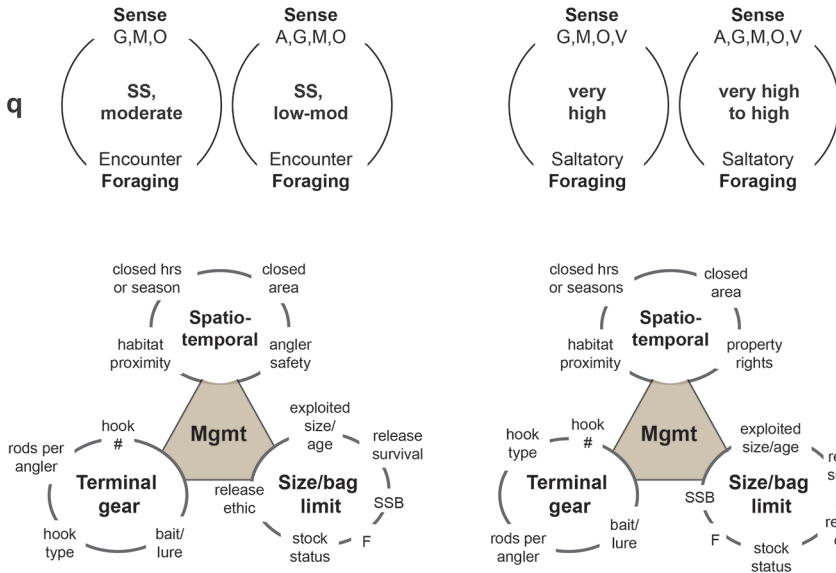 Sense
G,M,O
SS,
moderate
Encounter
Foraging
Sense
A,G,M,O
SS,
low-mod
Encounter
Foraging
Sense
G,M,O,V
very
high
Saltatory
Foraging
Sense
A,G,M,O,V
very high
to high
Saltatory
Foraging
q
closed hrs
or season
closed
area
Spatio-
temporal
habitat
proximity
angler
safety
Mgmt
hook
#
rods per
angler
Terminal
gear
hook
type
bait/
lure
exploited
size/
age
release
survival
release
ethic
Size/bag
limit
SSB
stock
status
F
closed hrs
or seasons
closed
area
Spatio-
temporal
habitat
proximity
property
rights
Mgmt
hook
type
hook
#
Terminal
gear
rods per
angler
bait/
lure
exploited
size/age
SSB
Size/bag
limit
F
stock
status